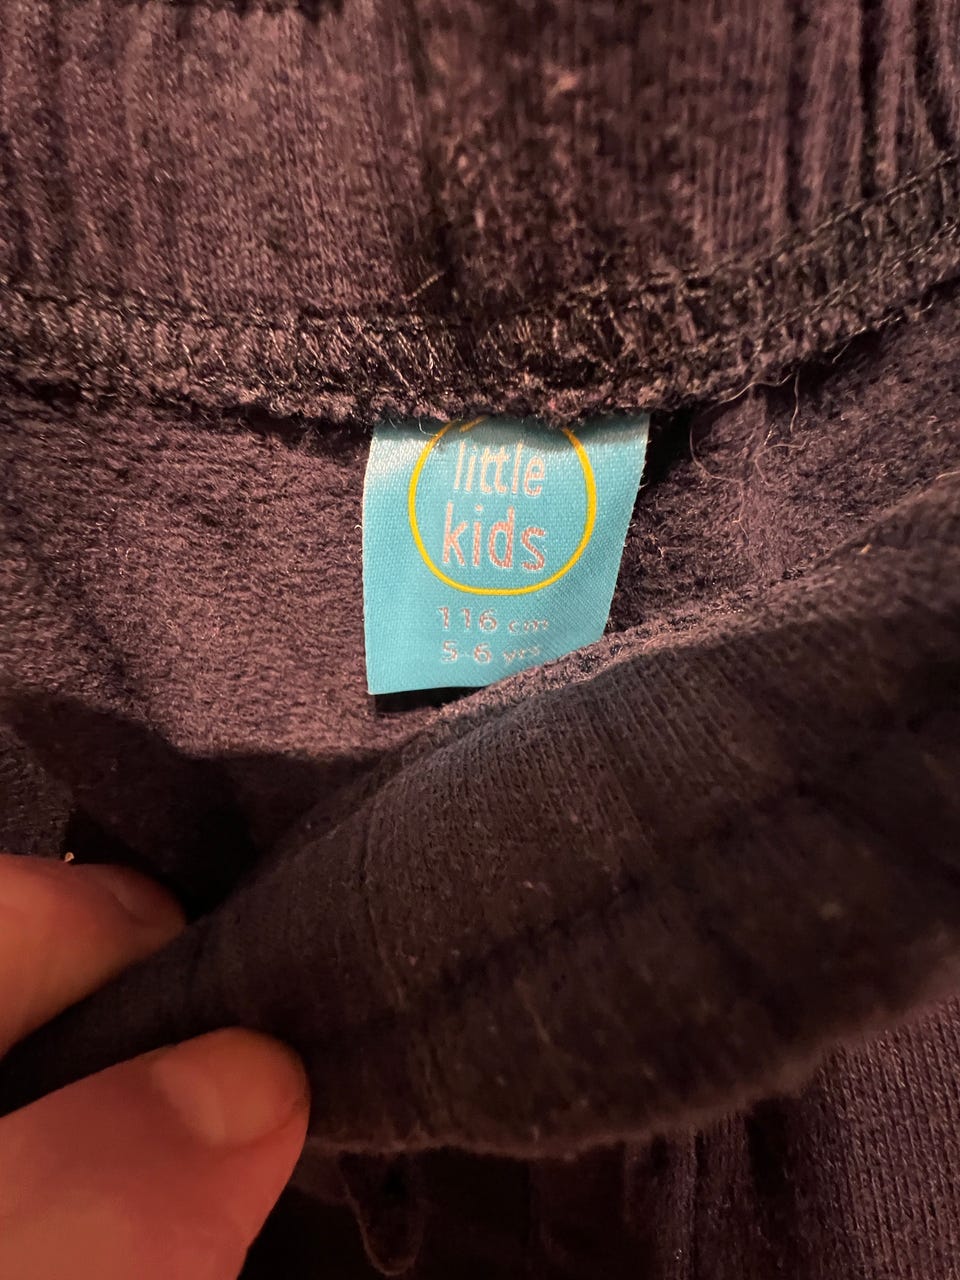 little
kids
116 cm
5-6 yrs